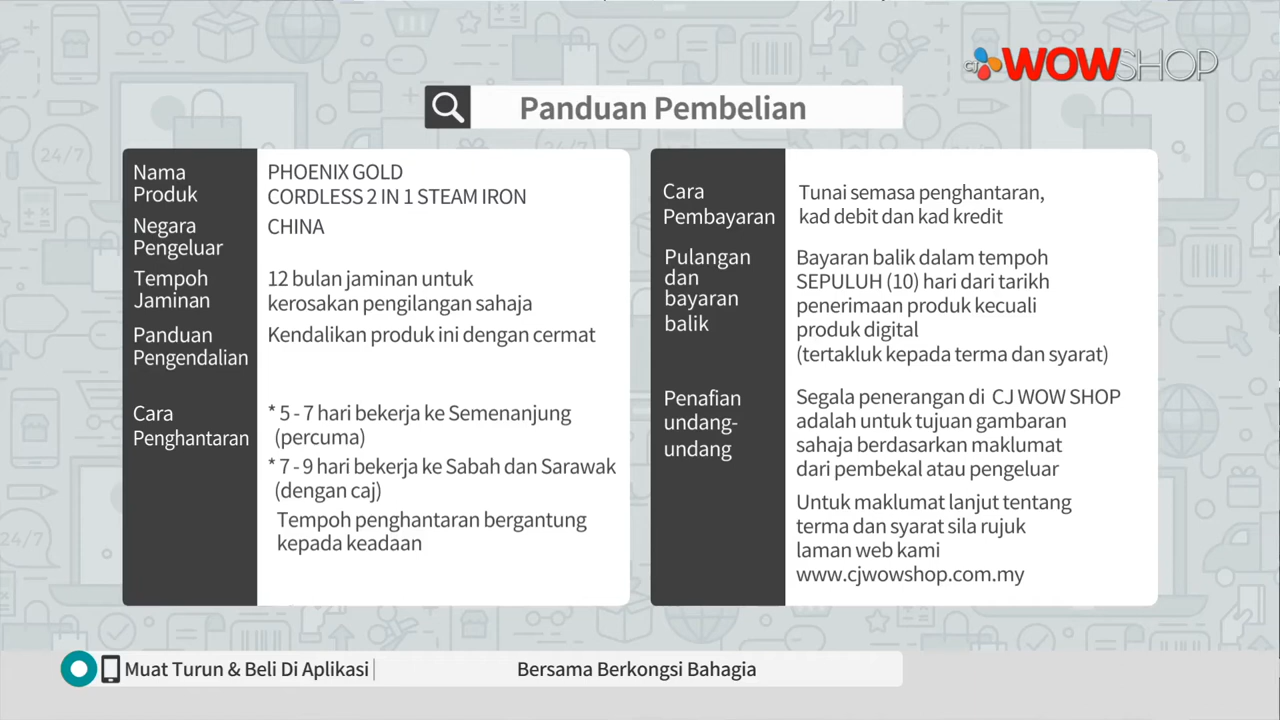 CJ WOWSHOP
Panduan Pembelian
Nama
Produk
PHOENIX GOLD
CORDLESS 2 IN 1 STEAM IRON
Negara
Pengeluar
CHINA
Tempoh
Jaminan
12 bulan jaminan untuk
kerosakan pengilangan sahaja
Panduan
Pengendalian
Kendalikan produk ini dengan cermat
Cara
Penghantaran
* 5 - 7 hari bekerja ke Semenanjung
(percuma)
* 7 - 9 hari bekerja ke Sabah dan Sarawak
(dengan caj)
Tempoh penghantaran bergantung
kepada keadaan
Cara
Pembayaran
Tunai semasa penghantaran,
kad debit dan kad kredit
Pulangan
dan
bayaran
balik
Bayaran balik dalam tempoh
SEPULUH (10) hari dari tarikh
penerimaan produk kecuali
produk digital
(tertakluk kepada terma dan syarat)
Penafian
undang-
undang
Segala penerangan di CJ WOW SHOP
adalah untuk tujuan gambaran
sahaja berdasarkan maklumat
dari pembekal atau pengeluar
Untuk maklumat lanjut tentang
terma dan syarat sila rujuk
laman web kami
www.cjwowshop.com.my
24/7
24/7
Muat Turun & Beli Di Aplikasi |
Bersama Berkongsi Bahagia